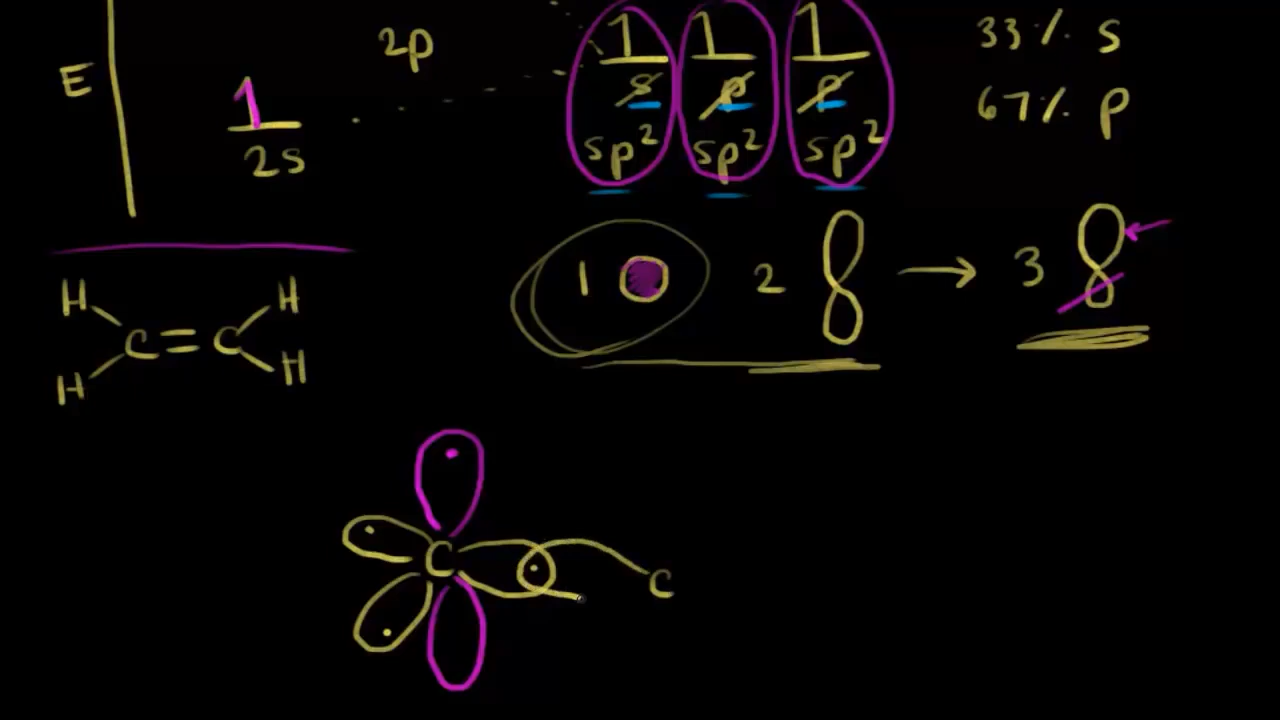 E
2p
1
2s
1 1 1
s p p
sp² sp² sp²
33% s
67% p
1 2 → 3
H H
C=C
H H
C C